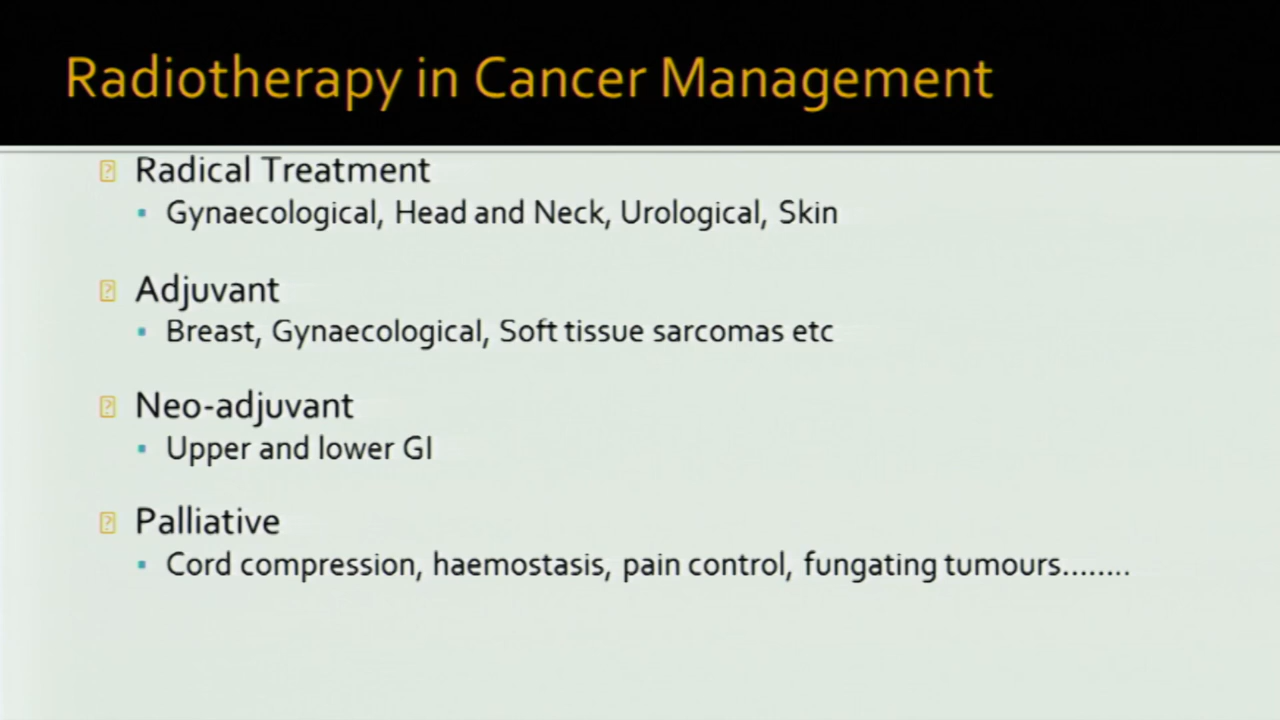 Radiotherapy in Cancer Management
Radical Treatment
Gynaecological, Head and Neck, Urological, Skin
Adjuvant
Breast, Gynaecological, Soft tissue sarcomas etc
Neo-adjuvant
Upper and lower GI
Palliative
Cord compression, haemostasis, pain control, fungating tumours........